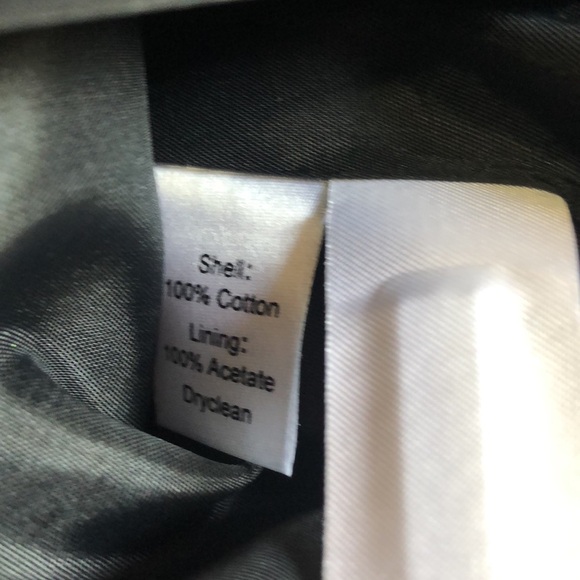 Shell:
100% Cotton
Lining:
100% Acetate
Dryclean